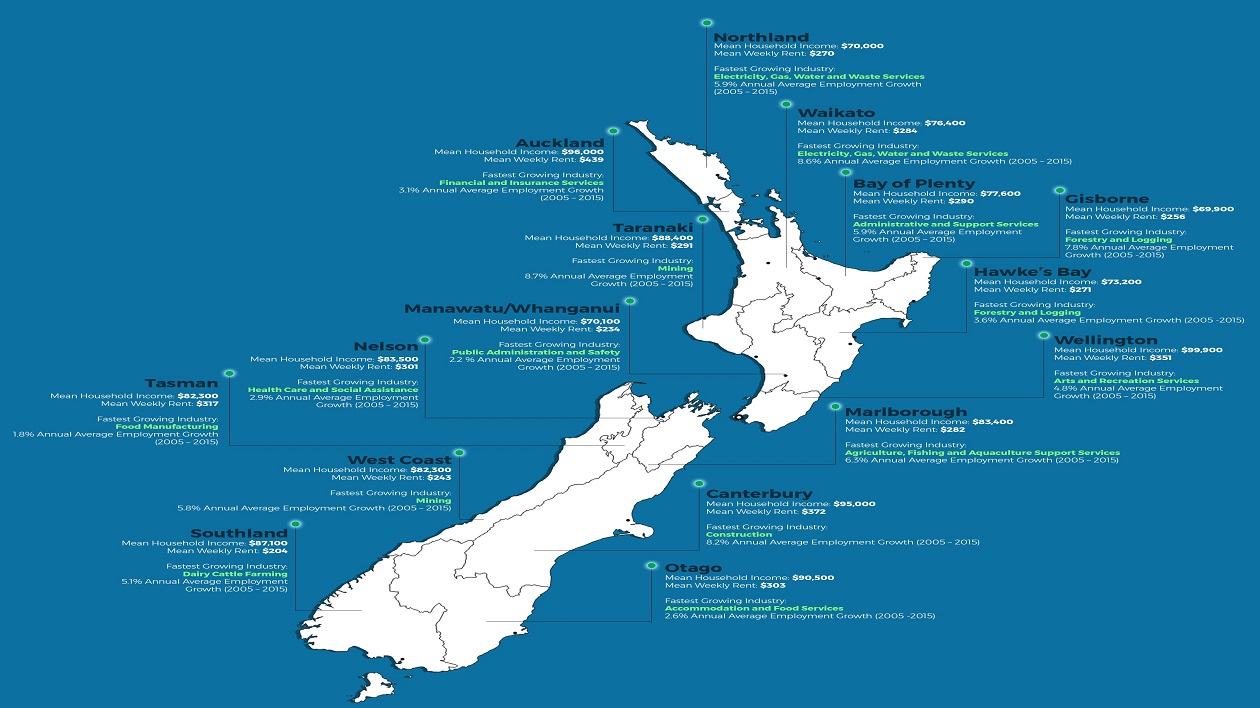 Northland
Mean Household Income: $70,000
Mean Weekly Rent: $270
Fastest Growing Industry:
Electricity, Gas, Water and Waste Services
5.9% Annual Average Employment Growth
(2005 – 2015)
Waikato
Mean Household Income: $76,400
Mean Weekly Rent: $284
Fastest Growing Industry:
Electricity, Gas, Water and Waste Services
8.6% Annual Average Employment Growth (2005 – 2015)
Auckland
Mean Household Income: $96,000
Mean Weekly Rent: $439
Fastest Growing Industry:
Financial and Insurance Services
3.1% Annual Average Employment Growth
(2005 – 2015)
Bay of Plenty
Mean Household Income: $77,600
Mean Weekly Rent: $290
Fastest Growing Industry:
Administrative and Support Services
5.9% Annual Average Employment
Growth (2005 – 2015)
Gisborne
Mean Household Income: $69,900
Mean Weekly Rent: $256
Fastest Growing Industry:
Forestry and Logging
7.8% Annual Average Employment
Growth (2005 -2015)
Taranaki
Mean Household Income: $88,400
Mean Weekly Rent: $291
Fastest Growing Industry:
Mining
8.7% Annual Average Employment
Growth (2005 – 2015)
Hawke's Bay
Mean Household Income: $73,200
Mean Weekly Rent: $271
Fastest Growing Industry:
Forestry and Logging
3.6% Annual Average Employment Growth (2005 -2015)
Manawatu/Whanganui
Mean Household Income: $70,100
Mean Weekly Rent: $234
Fastest Growing Industry:
Public Administration and Safety
2.2 % Annual Average Employment
Growth (2005 – 2015)
Wellington
Mean Household Income: $99,900
Mean Weekly Rent: $351
Fastest Growing Industry:
Arts and Recreation Services
4.8% Annual Average Employment
Growth (2005 – 2015)
Nelson
Mean Household Income: $83,500
Mean Weekly Rent: $301
Fastest Growing Industry:
Health Care and Social Assistance
2.9% Annual Average Employment
Growth (2005 – 2015)
Tasman
Mean Household Income: $82,300
Mean Weekly Rent: $317
Fastest Growing Industry:
Food Manufacturing
1.8% Annual Average Employment Growth
(2005 – 2015)
Marlborough
Mean Household Income: $83,400
Mean Weekly Rent: $282
Fastest Growing Industry:
Agriculture, Fishing and Aquaculture Support Services
6.3% Annual Average Employment Growth (2005 – 2015)
West Coast
Mean Household Income: $82,300
Mean Weekly Rent: $243
Fastest Growing Industry:
Mining
5.8% Annual Average Employment Growth (2005 – 2015)
Canterbury
Mean Household Income: $95,000
Mean Weekly Rent: $372
Fastest Growing Industry:
Construction
8.2% Annual Average Employment Growth (2005 – 2015)
Southland
Mean Household Income: $87,100
Mean Weekly Rent: $204
Fastest Growing Industry:
Dairy Cattle Farming
5.1% Annual Average Employment
Growth (2005 – 2015)
Otago
Mean Household Income: $90,500
Mean Weekly Rent: $303
Fastest Growing Industry:
Accommodation and Food Services
2.6% Annual Average Employment Growth (2005 -2015)